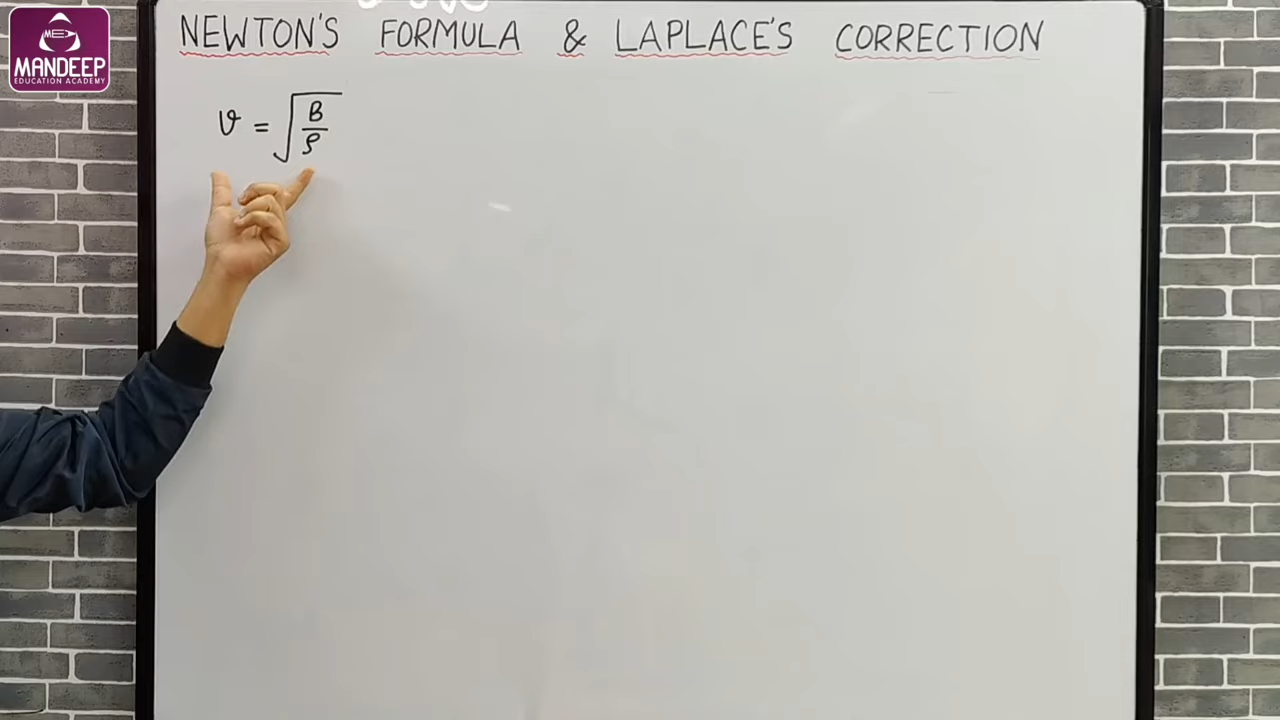 MANDEEP
EDUCATION ACADEMY
NEWTON'S FORMULA & LAPLACE'S CORRECTION
v = √(B/ρ)